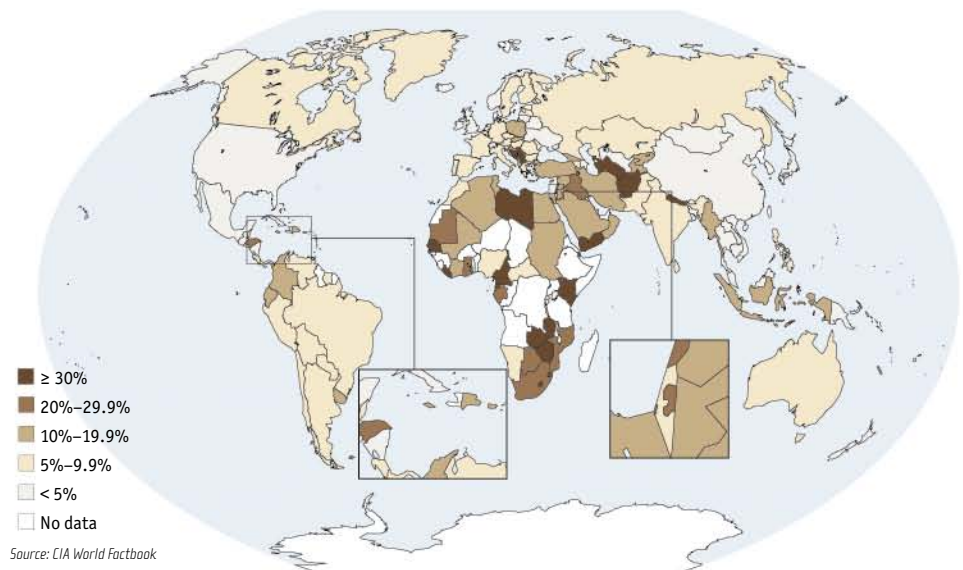 ≥ 30%
20%–29.9%
10%–19.9%
5%–9.9%
< 5%
No data
Source: CIA World Factbook